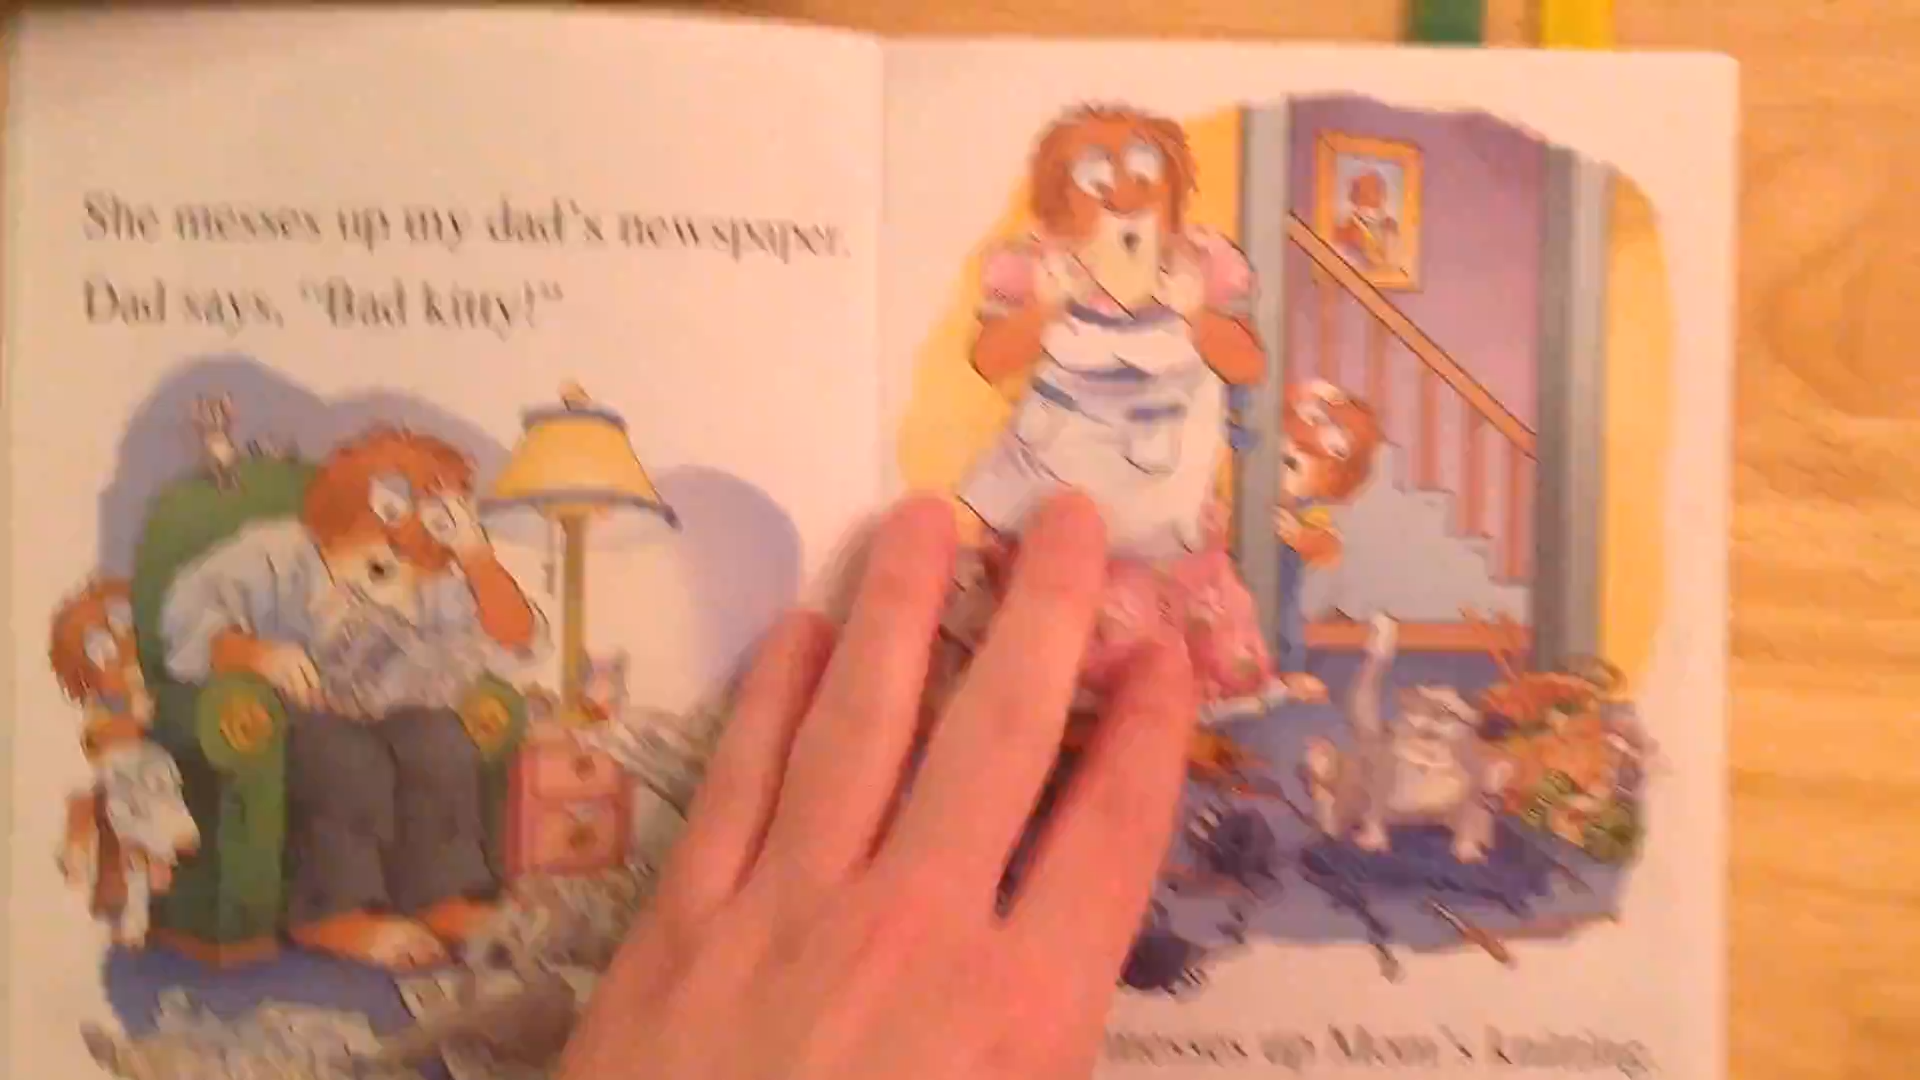 She messes up my dad's newspaper.
Dad says, "Bad kitty!"
messes up Mom's knitting.